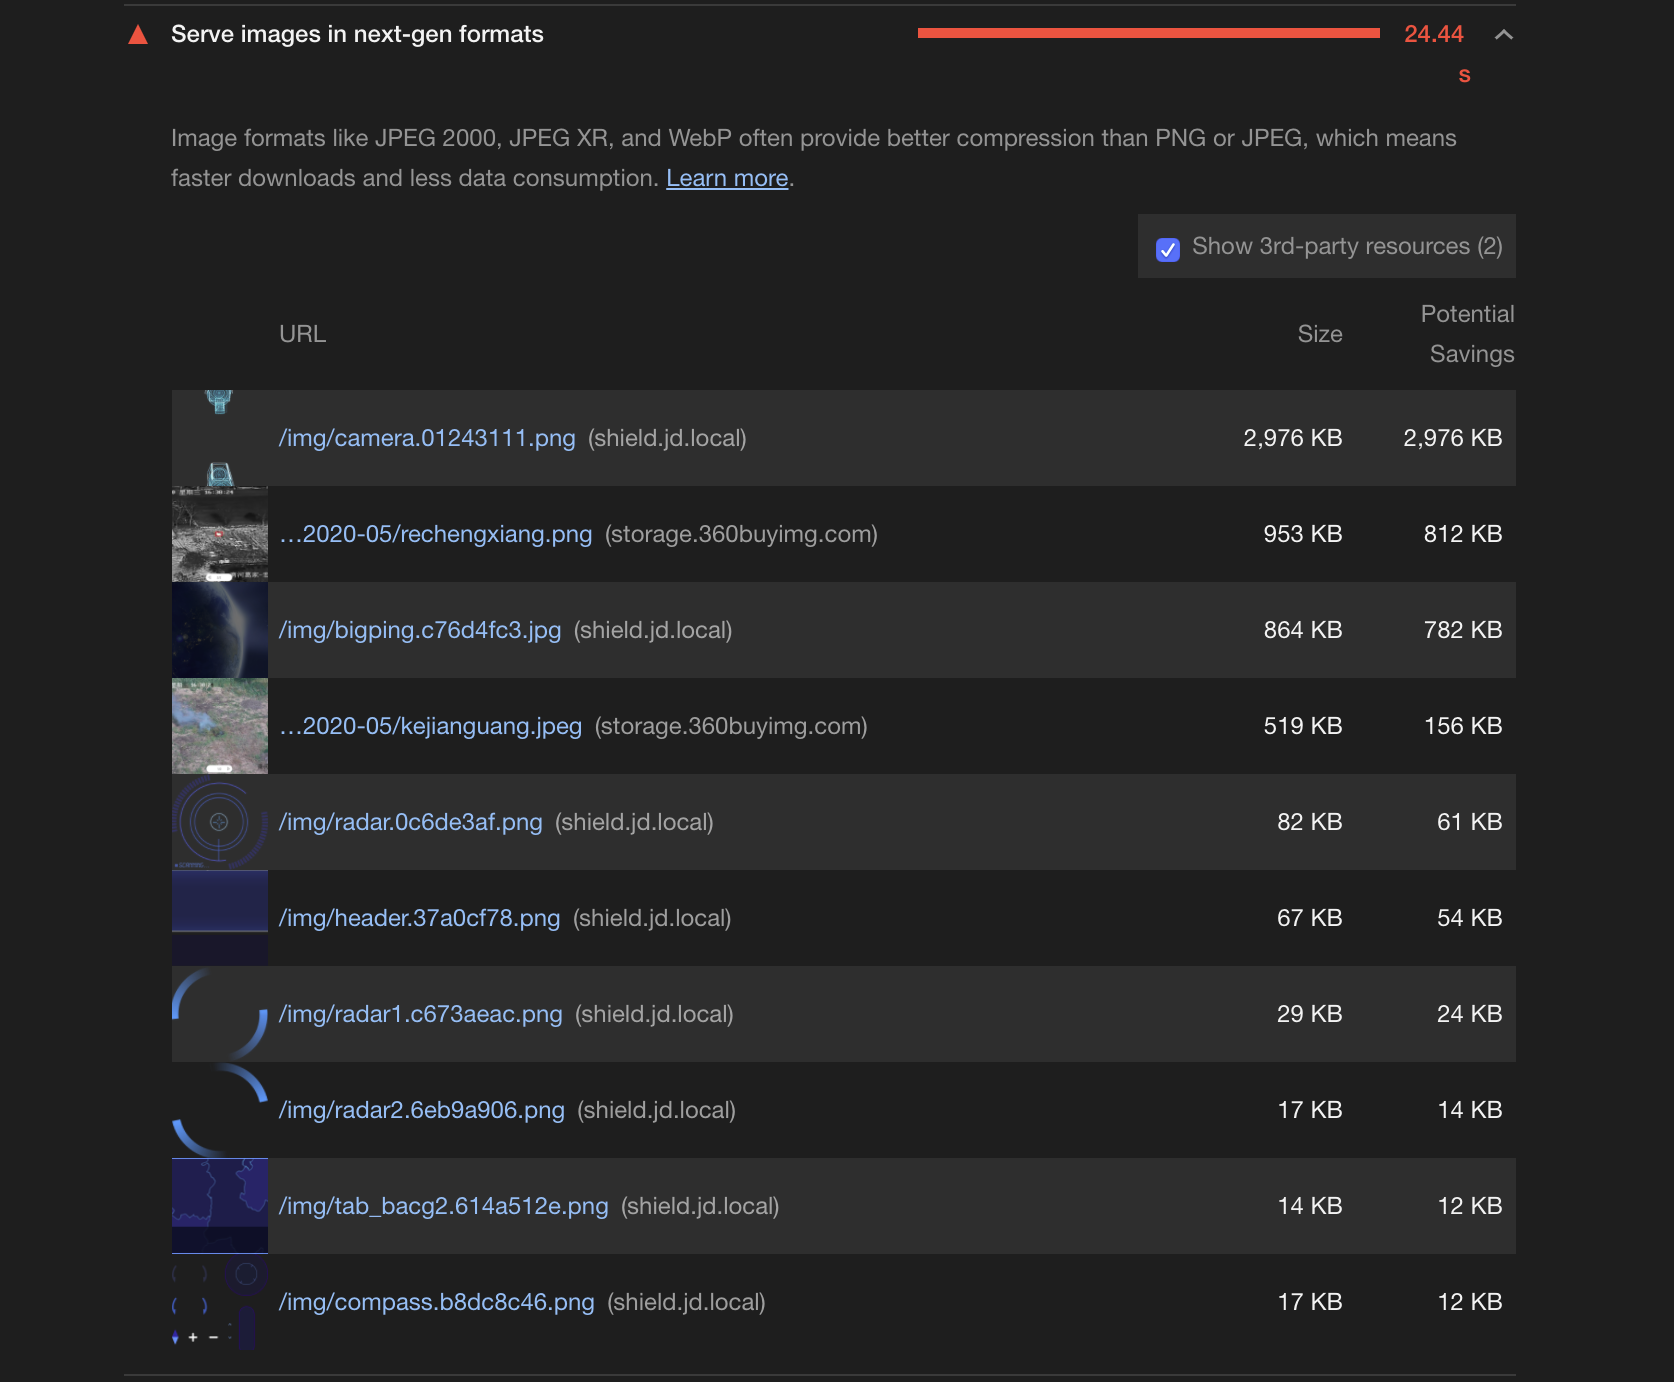 Serve images in next-gen formats
24.44
s
Image formats like JPEG 2000, JPEG XR, and WebP often provide better compression than PNG or JPEG, which means
faster downloads and less data consumption. Learn more.
Show 3rd-party resources (2)
URL
Size
Potential
Savings
/img/camera.01243111.png (shield.jd.local) 2,976 KB 2,976 KB
…2020-05/rechengxiang.png (storage.360buyimg.com) 953 KB 812 KB
/img/bigping.c76d4fc3.jpg (shield.jd.local) 864 KB 782 KB
…2020-05/kejianguang.jpeg (storage.360buyimg.com) 519 KB 156 KB
/img/radar.0c6de3af.png (shield.jd.local) 82 KB 61 KB
/img/header.37a0cf78.png (shield.jd.local) 67 KB 54 KB
/img/radar1.c673aeac.png (shield.jd.local) 29 KB 24 KB
/img/radar2.6eb9a906.png (shield.jd.local) 17 KB 14 KB
/img/tab_bacg2.614a512e.png (shield.jd.local) 14 KB 12 KB
/img/compass.b8dc8c46.png (shield.jd.local) 17 KB 12 KB